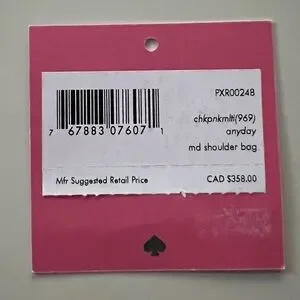 PXR00248
7 67883 07607 1
chkpnkmlti(969)
anyday
md shoulder bag
Mfr Suggested Retail Price CAD $358.00